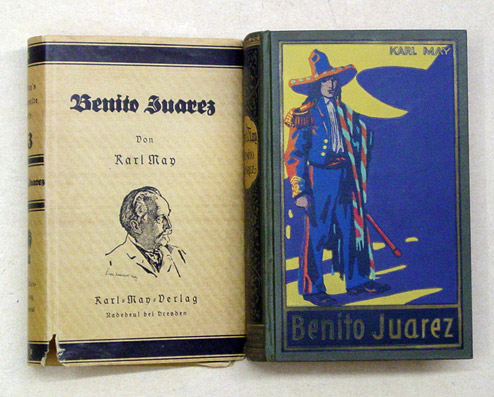 Benito Juarez
Von
Karl May
Karl=May=Verlag
Radebeul bei Dresden
KARL MAY
Benito Juarez